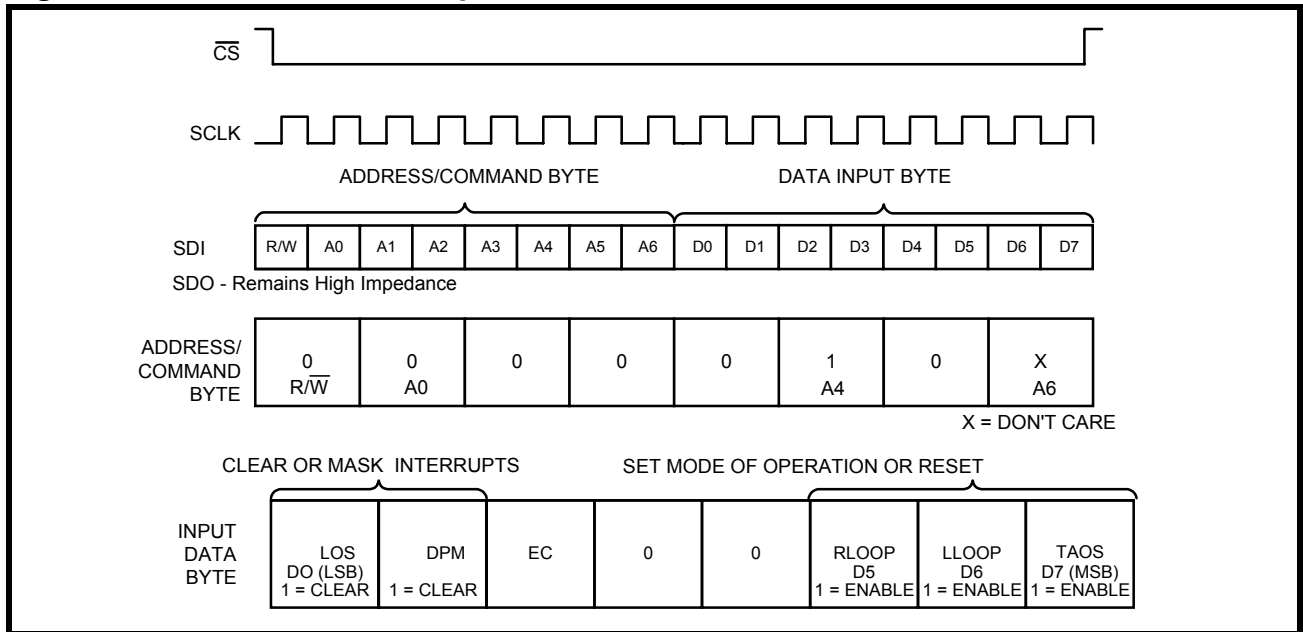 CS
SCLK
ADDRESS/COMMAND BYTE DATA INPUT BYTE
SDI R/W A0 A1 A2 A3 A4 A5 A6 D0 D1 D2 D3 D4 D5 D6 D7
SDO - Remains High Impedance
ADDRESS/
COMMAND
BYTE
0 0 0 0 0 1 0 X
R/W A0 A4 A6
X = DON'T CARE
CLEAR OR MASK INTERRUPTS SET MODE OF OPERATION OR RESET
INPUT
DATA
BYTE
LOS DPM EC 0 0 RLOOP LLOOP TAOS
DO (LSB) D5 D6 D7 (MSB)
1 = CLEAR 1 = CLEAR 1 = ENABLE 1 = ENABLE 1 = ENABLE